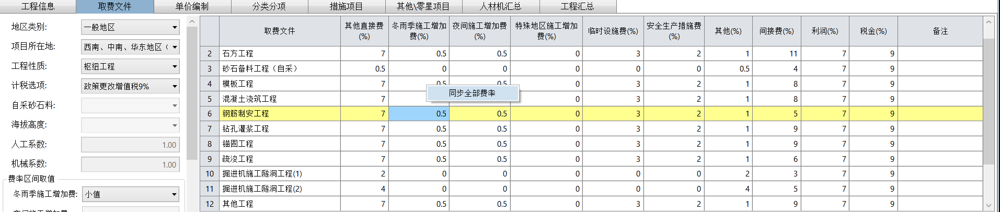 工程信息 取费文件 单价编制 分类分项 措施项目 其他\零星项目 人材机汇总 工程汇总
地区类别: 一般地区
项目所在地: 西南、中南、华东地区（
工程性质: 枢纽工程
计税选项: 政策更改增值税9%
自采砂石料:
海拔高度:
人工系数: 1.00
机械系数: 1.00
费率区间取值
冬雨季施工增加费: 小值
取费文件 其他直接费(%) 冬雨季施工增加费(%) 夜间施工增加费(%) 特殊地区施工增加费(%) 临时设施费(%) 安全生产措施费(%) 其他(%) 间接费(%) 利润(%) 税金(%) 备注
2 石方工程 7 0.5 0.5 0 3 2 1 11 7 9
3 砂石备料工程（自采） 0.5 0 0 0 0 0 0.5 4 7 9
4 模板工程 7 0.5 0.5 0 3 2 1 8 7 9
同步全部费率
5 混凝土浇筑工程 7 0 3 2 1 8 7 9
6 钢筋制安工程 7 0.5 0.5 0 3 2 1 5 7 9
7 钻孔灌浆工程 7 0.5 0.5 0 3 2 1 9 7 9
8 锚固工程 7 0.5 0.5 0 3 2 1 9 7 9
9 疏浚工程 7 0.5 0.5 0 3 2 1 6 7 9
10 掘进机施工隧洞工程(1) 2 0 0 0 0 0 2 3 7 9
11 掘进机施工隧洞工程(2) 4 0 0 0 0 0 4 5 7 9
12 其他工程 7 0.5 0.5 0 3 2 1 9 7 9